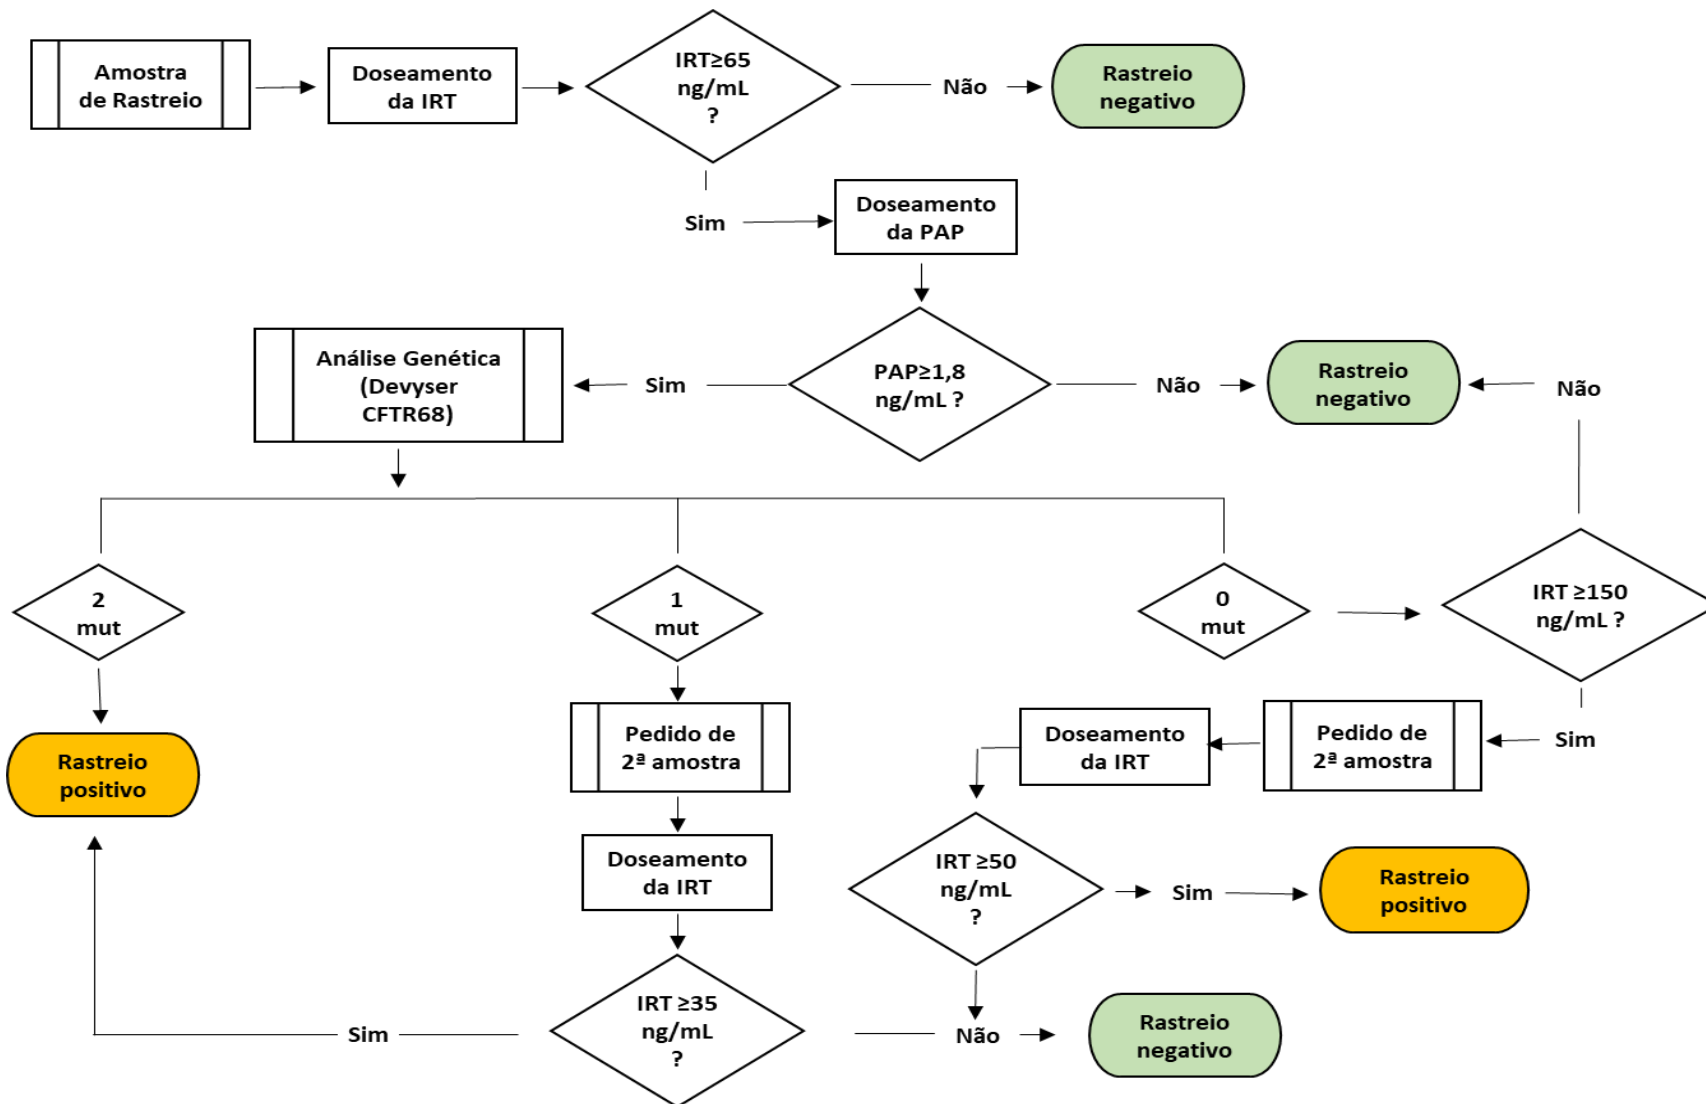 Amostra
de Rastreio
Doseamento
da IRT
IRT≥65
ng/mL
?
Não
Rastreio
negativo
Sim
Doseamento
da PAP
Análise Genética
(Devyser
CFTR68)
Sim
PAP≥1,8
ng/mL ?
Não
Rastreio
negativo
Não
2
mut
1
mut
0
mut
IRT ≥150
ng/mL ?
Rastreio
positivo
Pedido de
2ª amostra
Doseamento
da IRT
Pedido de
2ª amostra
Sim
Doseamento
da IRT
IRT ≥50
ng/mL
?
Sim
Rastreio
positivo
Sim
IRT ≥35
ng/mL
?
Não
Rastreio
negativo